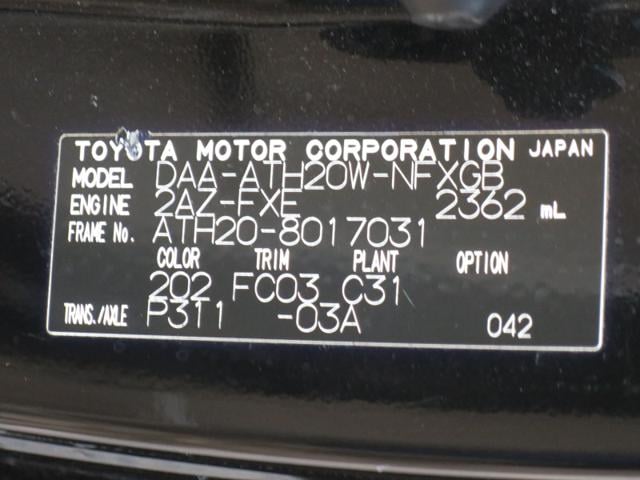 TOYOTA MOTOR CORPORATION JAPAN
MODEL DAA-ATH20W-NFXGB
ENGINE 2AZ-FXE 2362 mL
FRAME No. ATH20-8017031
COLOR TRIM PLANT OPTION
202 FC03 C31
TRANS./AXLE P311 -03A 042